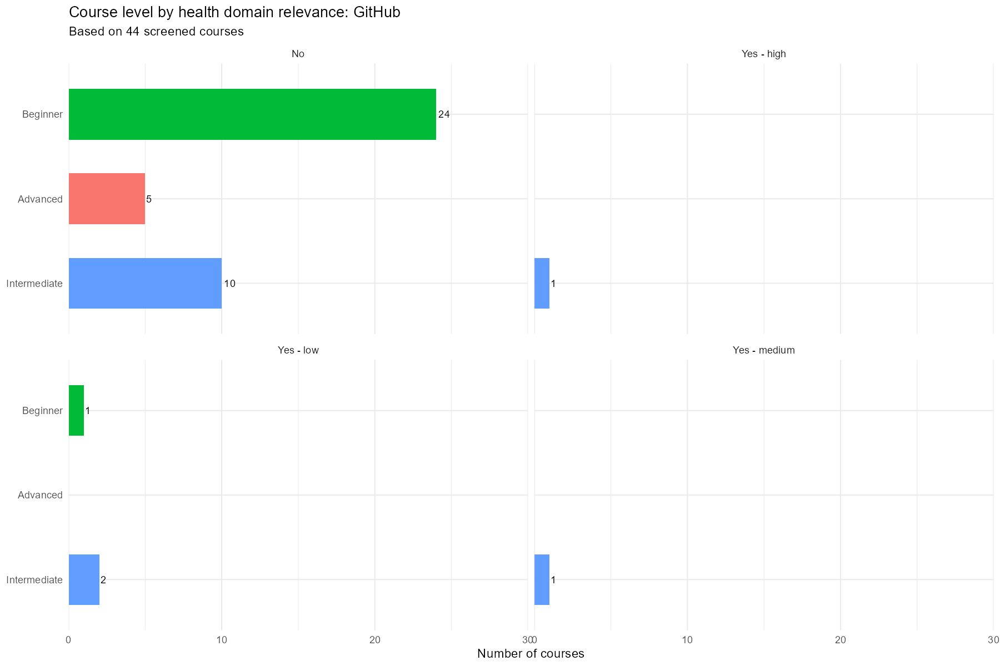 Course level by health domain relevance: GitHub
Based on 44 screened courses
No
Yes - high
Beginner
24
Advanced
5
Intermediate
10
1
Yes - low
Yes - medium
Beginner
1
Advanced
Intermediate
2
1
0
10
20
30
0
10
20
30
Number of courses